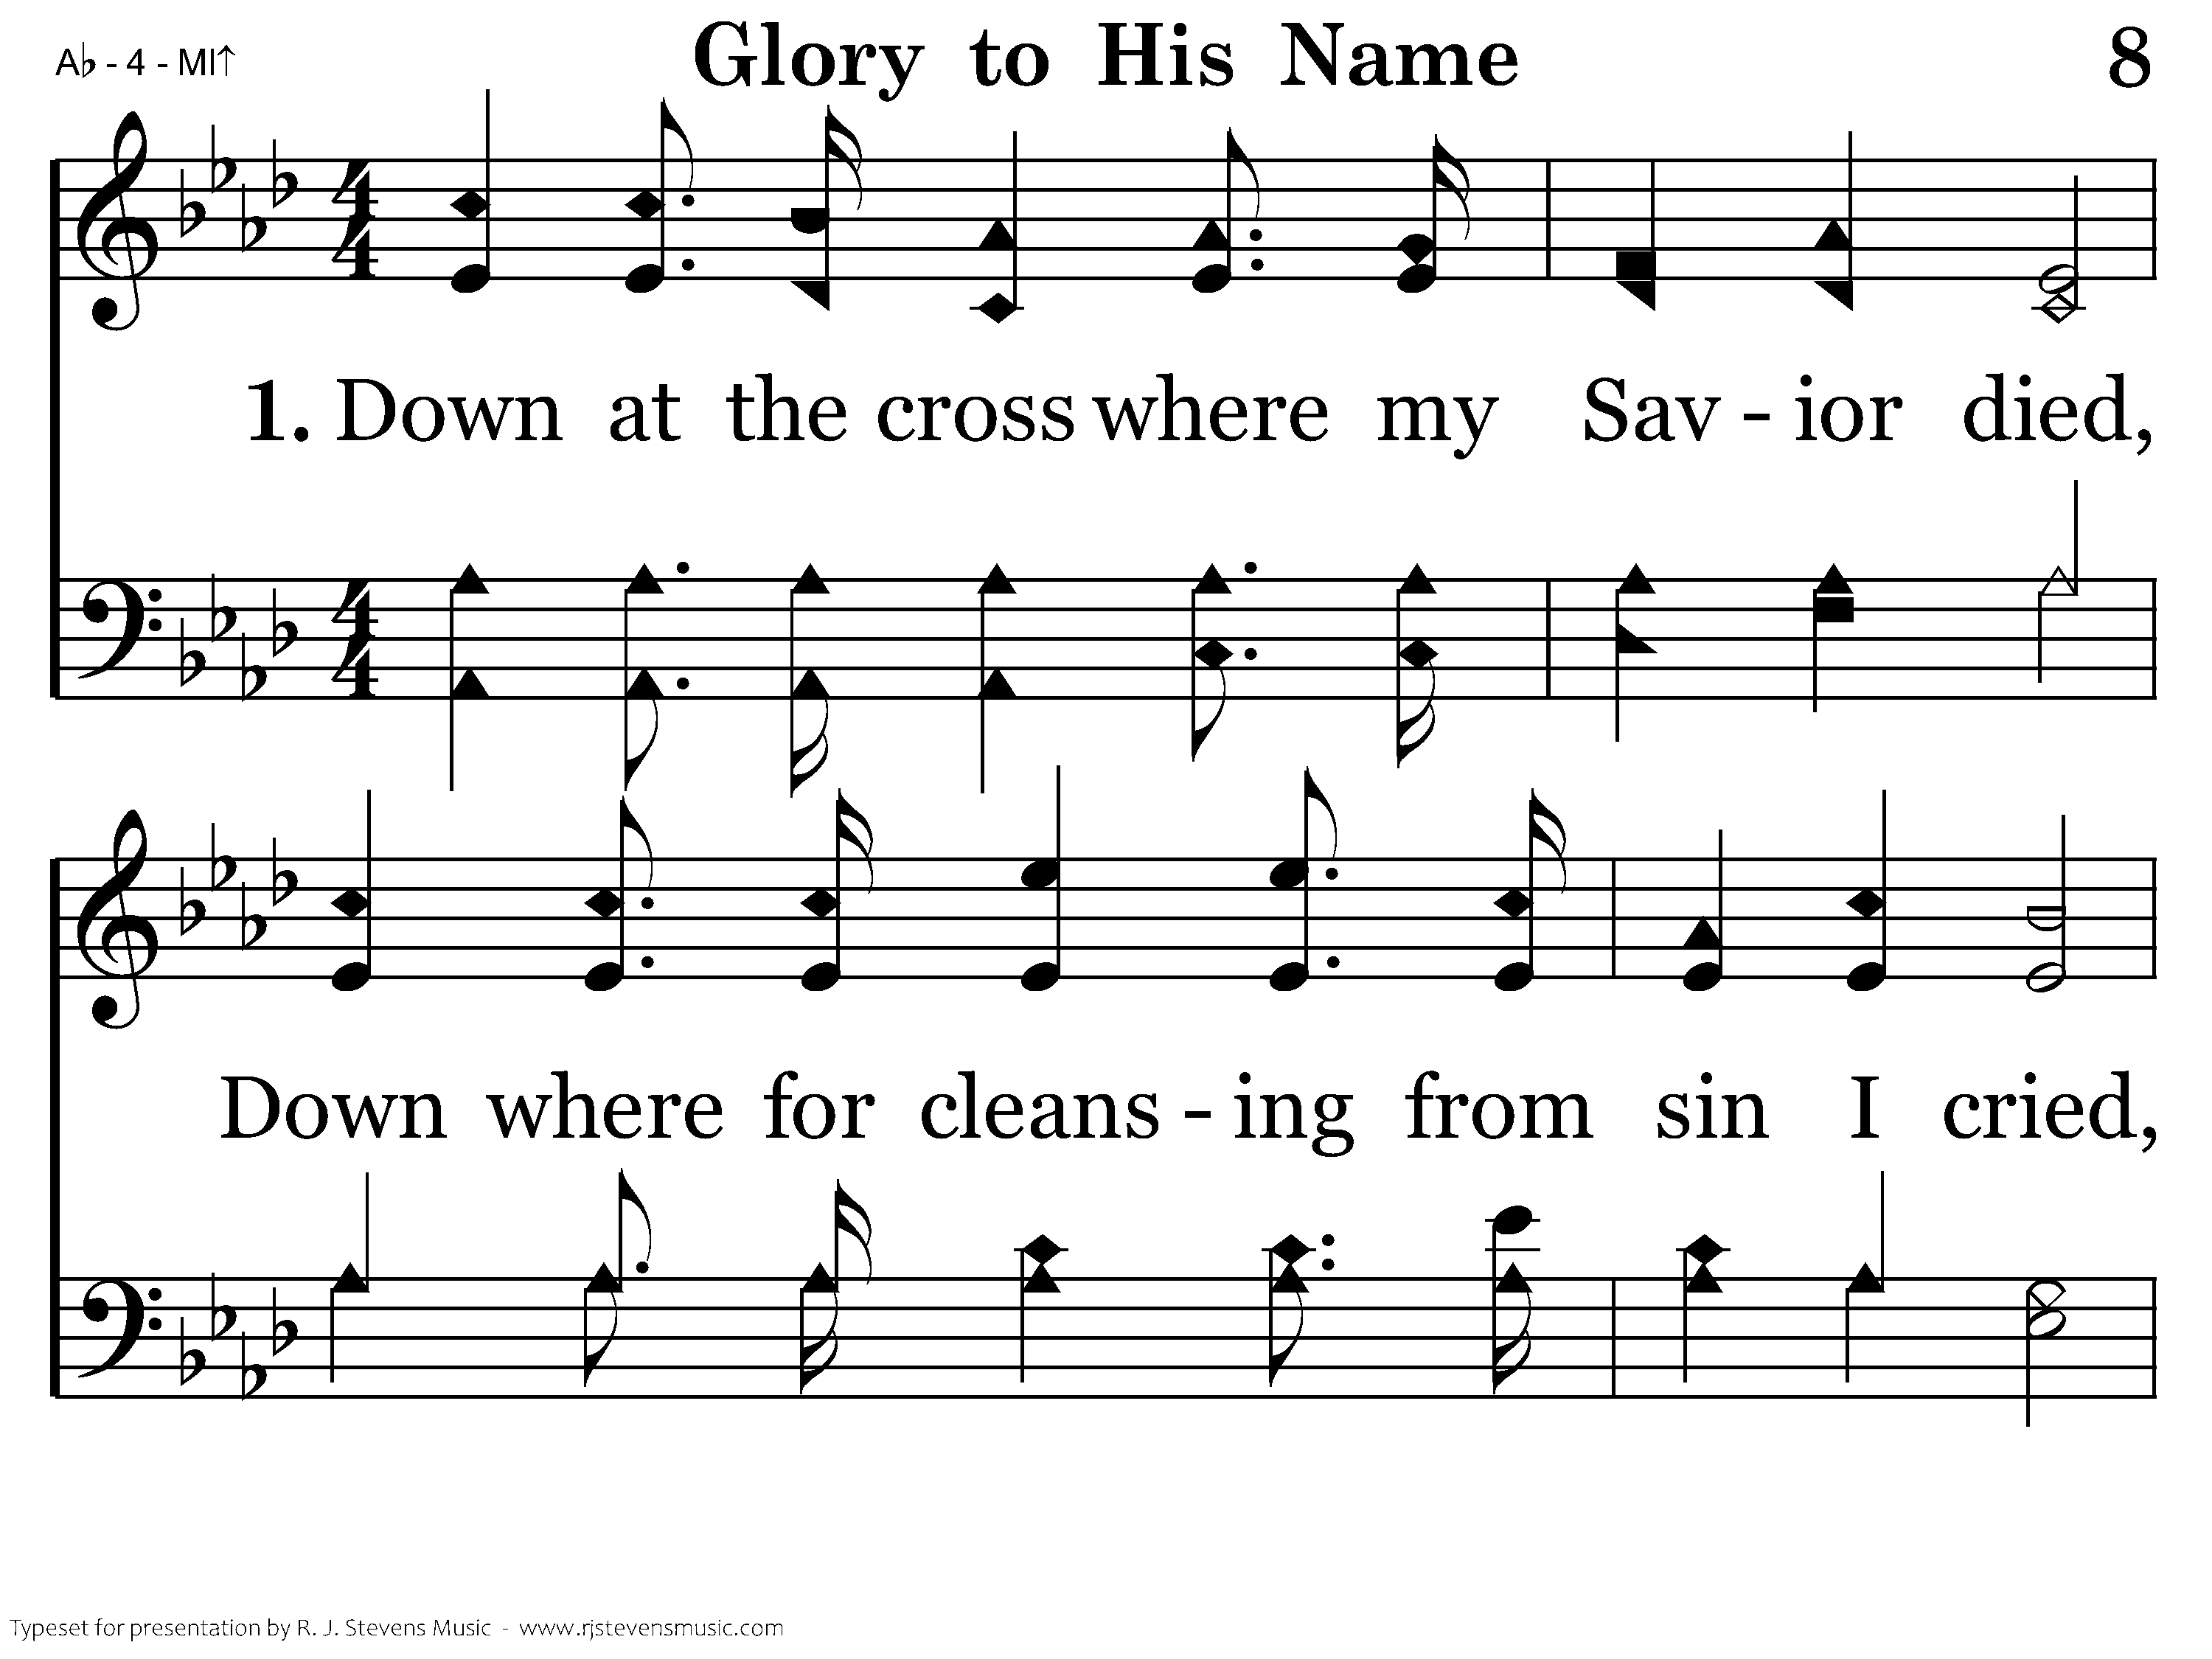 A♭ - 4 - MI↑
Glory to His Name
8
1. Down at the cross where my Sav - ior died,
Down where for cleans - ing from sin I cried,
Typeset for presentation by R. J. Stevens Music - www.rjstevensmusic.com